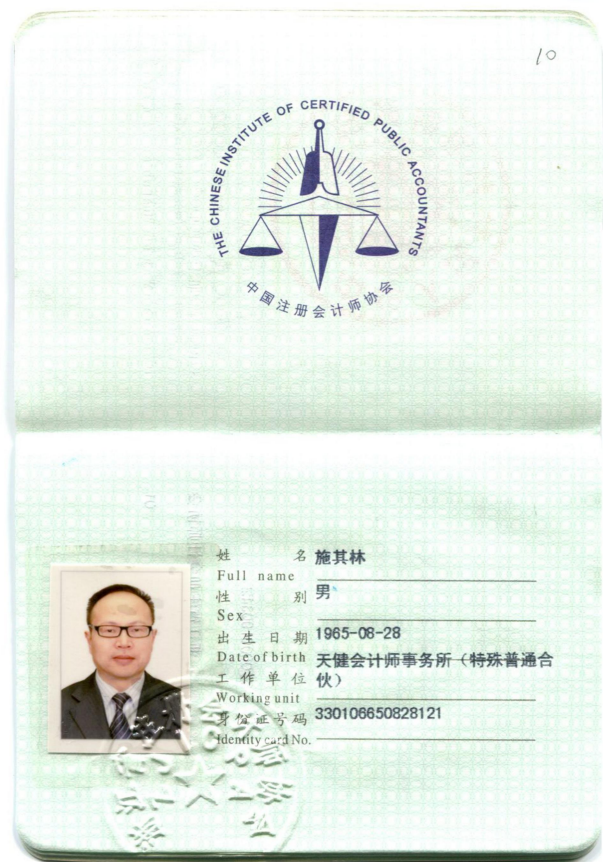 10
THE CHINESE INSTITUTE OF CERTIFIED PUBLIC ACCOUNTANTS
中国注册会计师协会
姓 名 施其林
Full name
性 别 男
Sex
出生日期 1965-08-28
Date of birth
工作单位 天健会计师事务所（特殊普通合
伙）
Working unit
身份证号码 330106650828121
Identity card No.